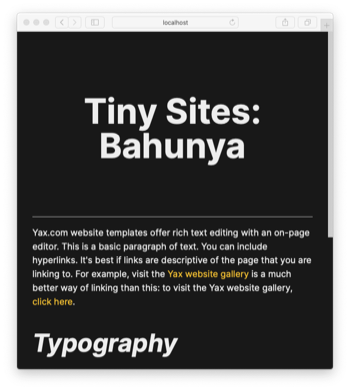 localhost
Tiny Sites:
Bahunya
Yax.com website templates offer rich text editing with an on-page
editor. This is a basic paragraph of text. You can include
hyperlinks. It's best if links are descriptive of the page that you are
linking to. For example, visit the Yax website gallery is a much
better way of linking than this: to visit the Yax website gallery,
click here.
Typography